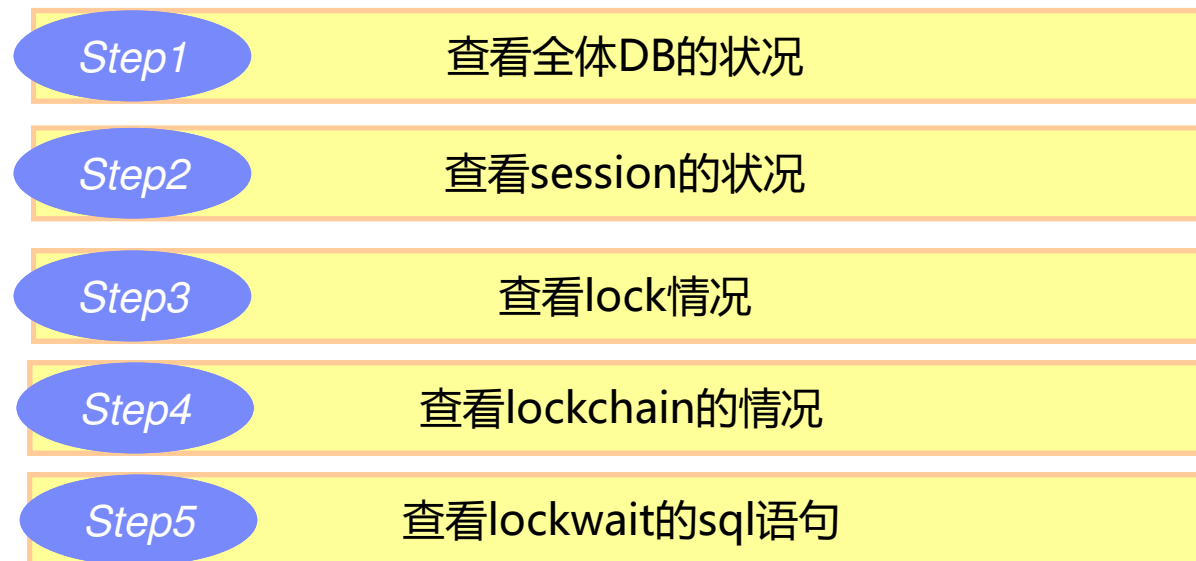 Step1 查看全体DB的状况
Step2 查看session的状况
Step3 查看lock情况
Step4 查看lockchain的情况
Step5 查看lockwait的sql语句